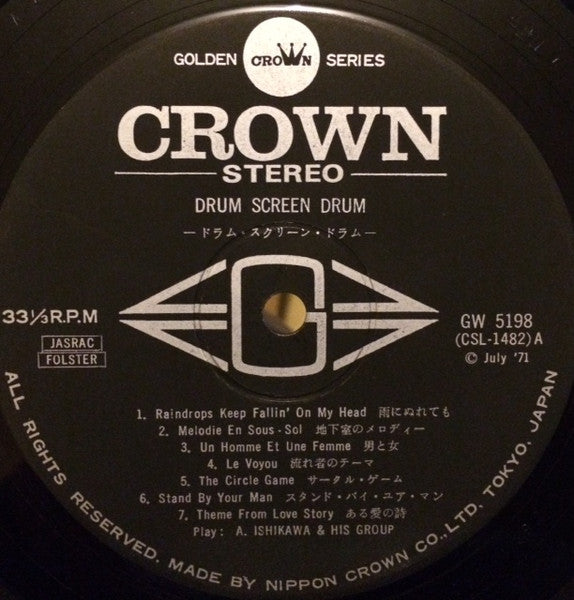 GOLDEN CROWN SERIES
CROWN
STEREO
DRUM SCREEN DRUM
—ドラム・スクリーン・ドラム—
G
33⅓R.P.M
JASRAC
FOLSTER
GW 5198
(CSL-1482)A
© July '71
1. Raindrops Keep Fallin' On My Head 雨にぬれても
2. Melodie En Sous-Sol 地下室のメロディー
3. Un Homme Et Une Femme 男と女
4. Le Voyou 流れ者のテーマ
5. The Circle Game サークル・ゲーム
6. Stand By Your Man スタンド・バイ・ユア・マン
7. Theme From Love Story ある愛の詩
Play: A. ISHIKAWA & HIS GROUP
ALL RIGHTS RESERVED. MADE BY NIPPON CROWN CO., LTD. TOKYO, JAPAN